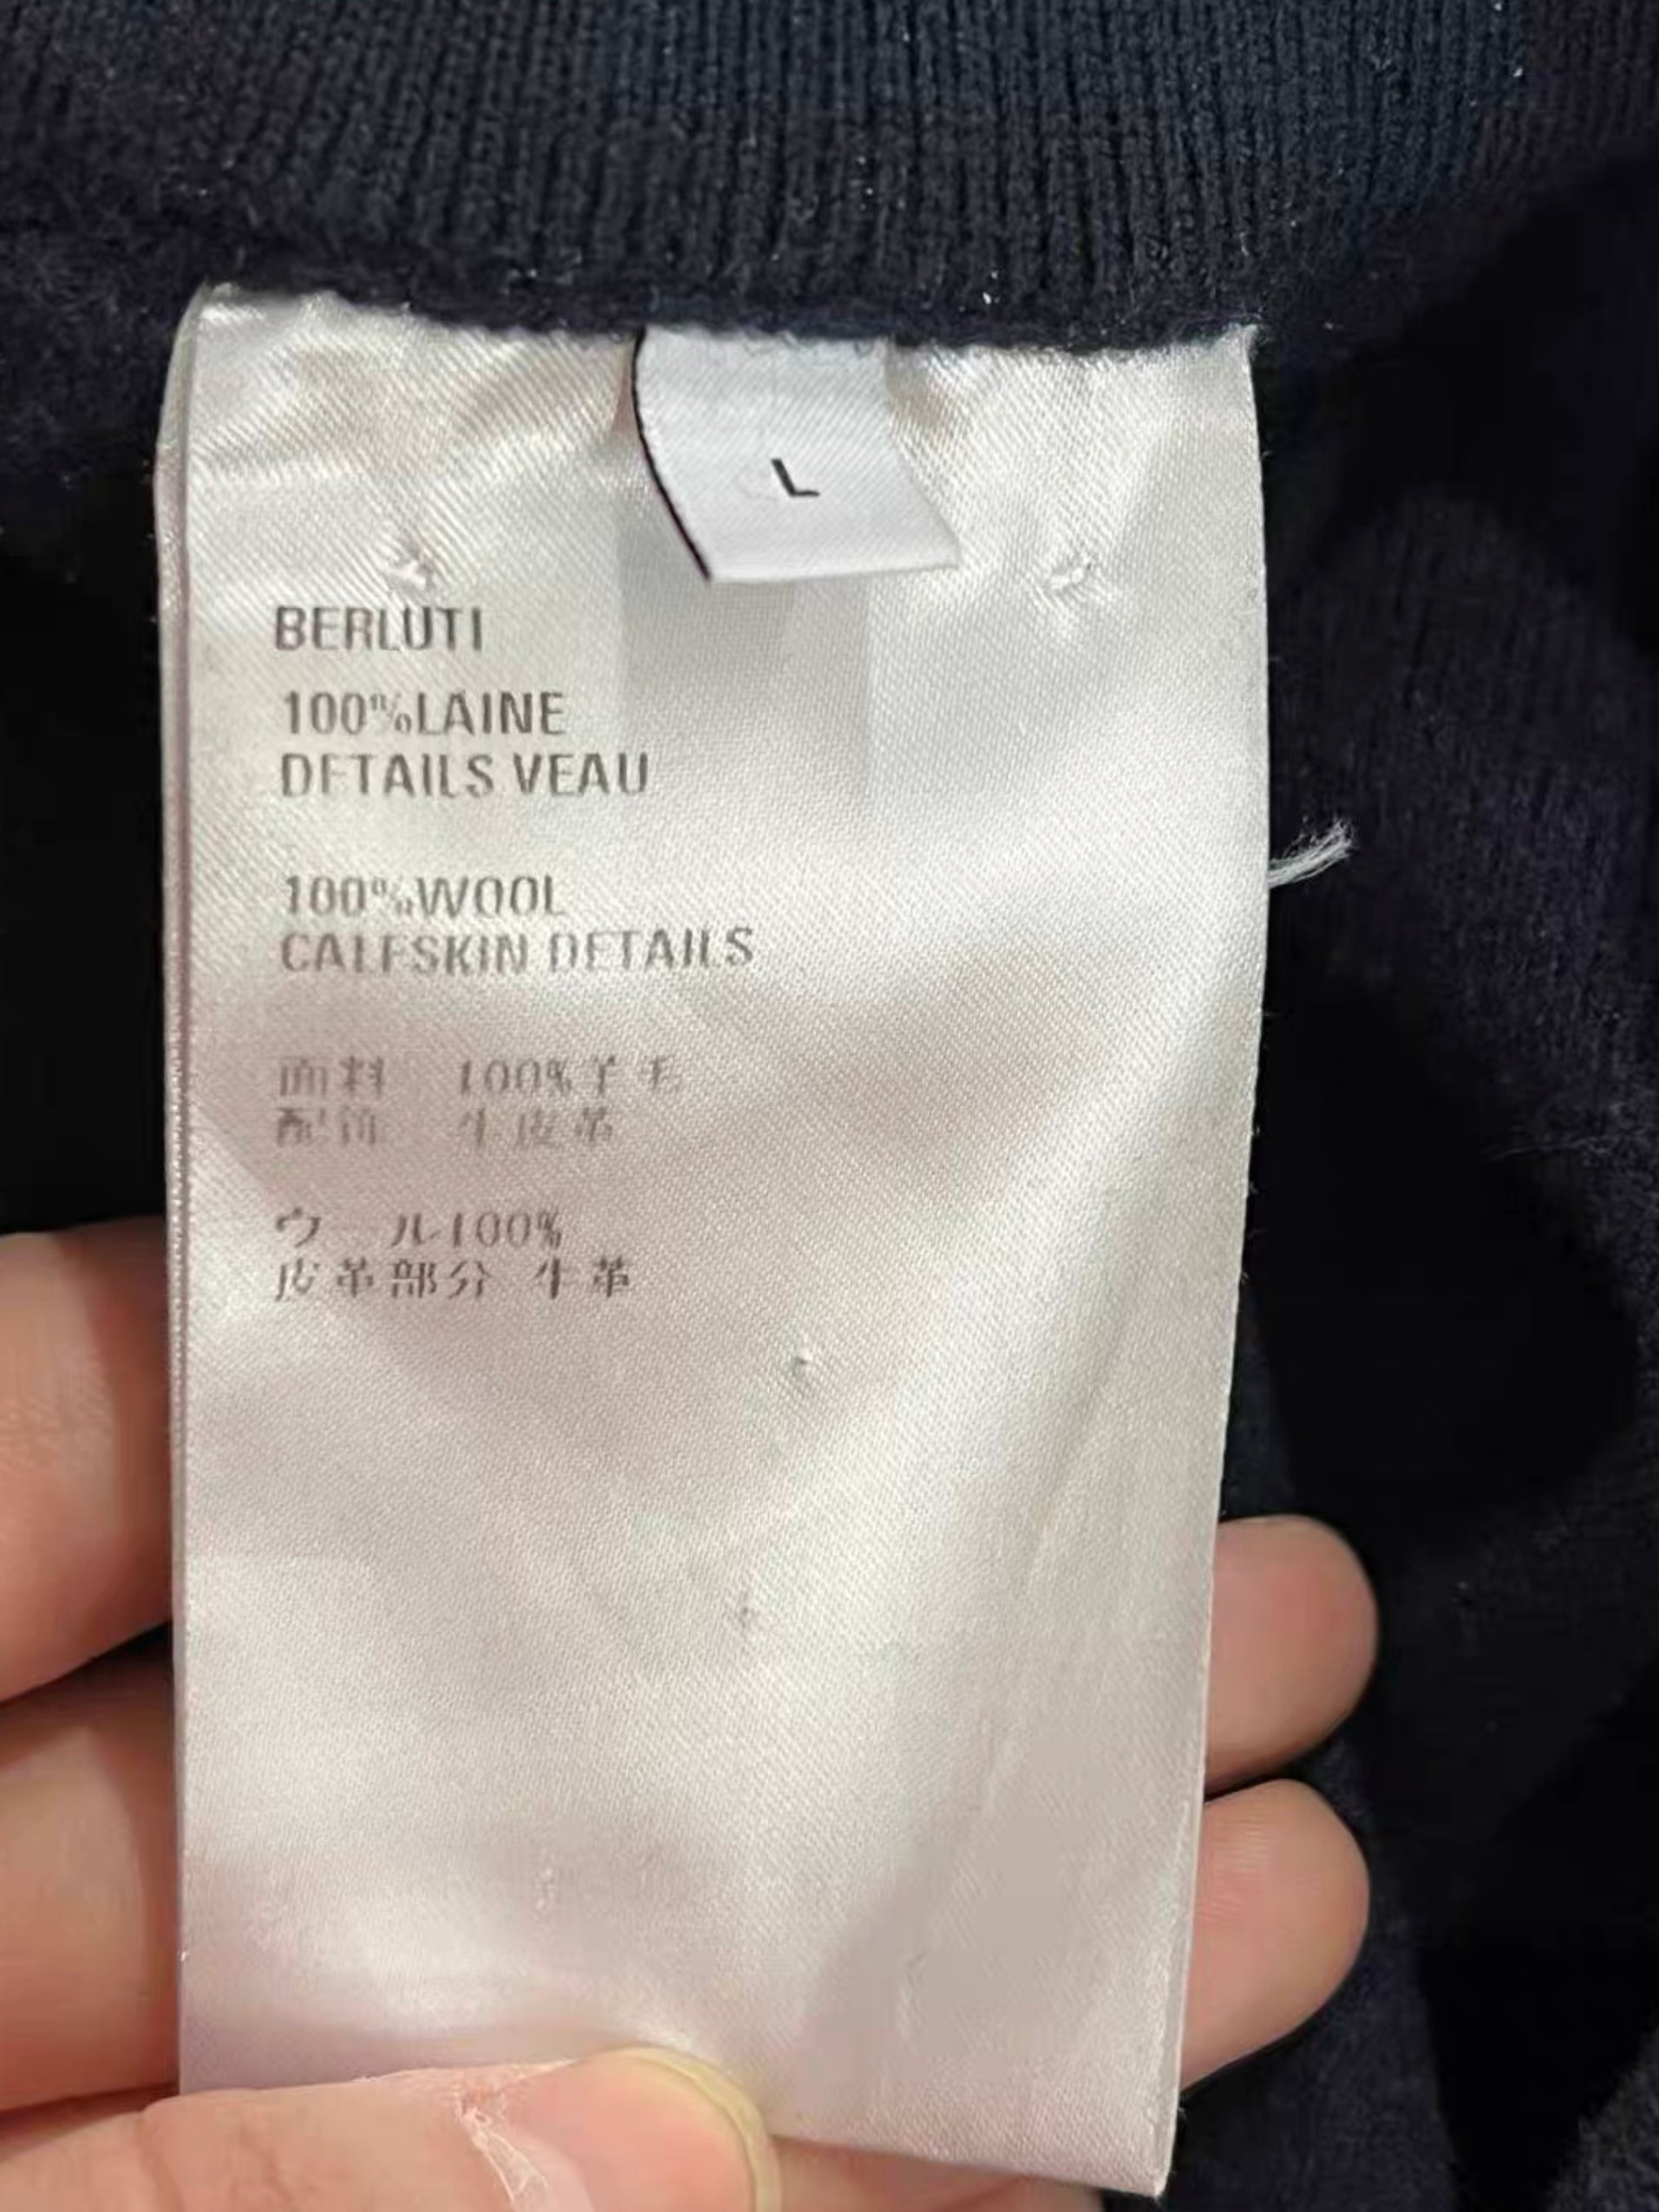 L
BERLUTI
100%LAINE
DETAILS VEAU
100%WOOL
CALFSKIN DETAILS
面料 100%羊毛
配饰 牛皮革
ウール100%
皮革部分 牛革